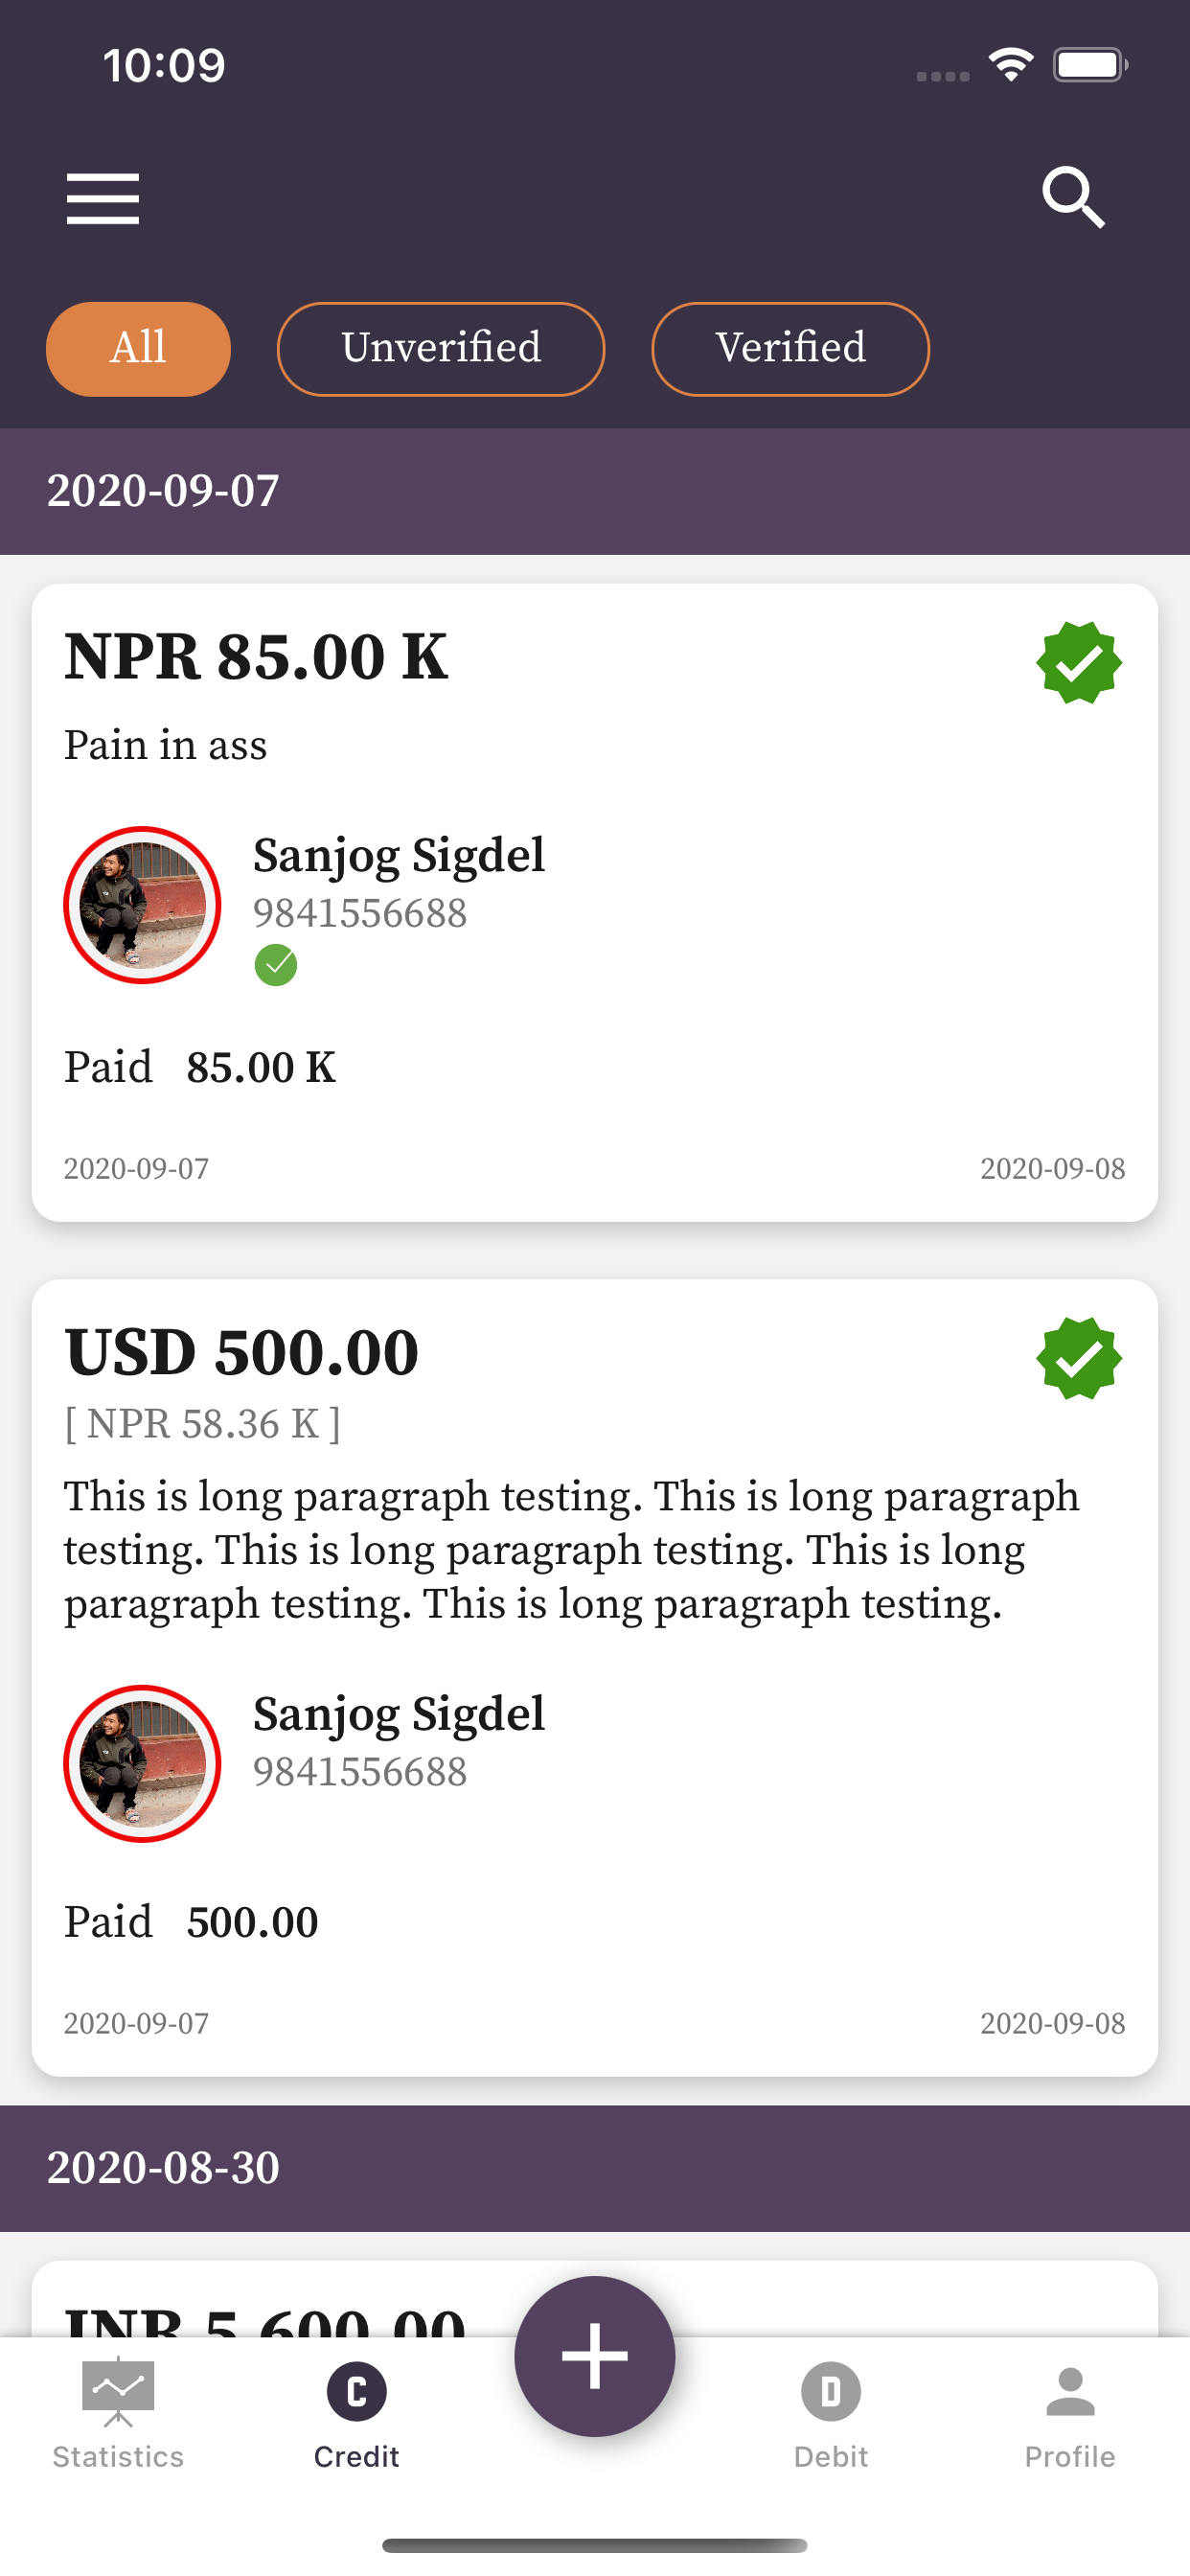 10:09
All
Unverified
Verified
2020-09-07
NPR 85.00 K
Pain in ass
Sanjog Sigdel
9841556688
Paid 85.00 K
2020-09-07
2020-09-08
USD 500.00
[ NPR 58.36 K ]
This is long paragraph testing. This is long paragraph
testing. This is long paragraph testing. This is long
paragraph testing. This is long paragraph testing.
Sanjog Sigdel
9841556688
Paid 500.00
2020-09-07
2020-09-08
2020-08-30
INR 5,600.00
Statistics
C
Credit
D
Debit
Profile